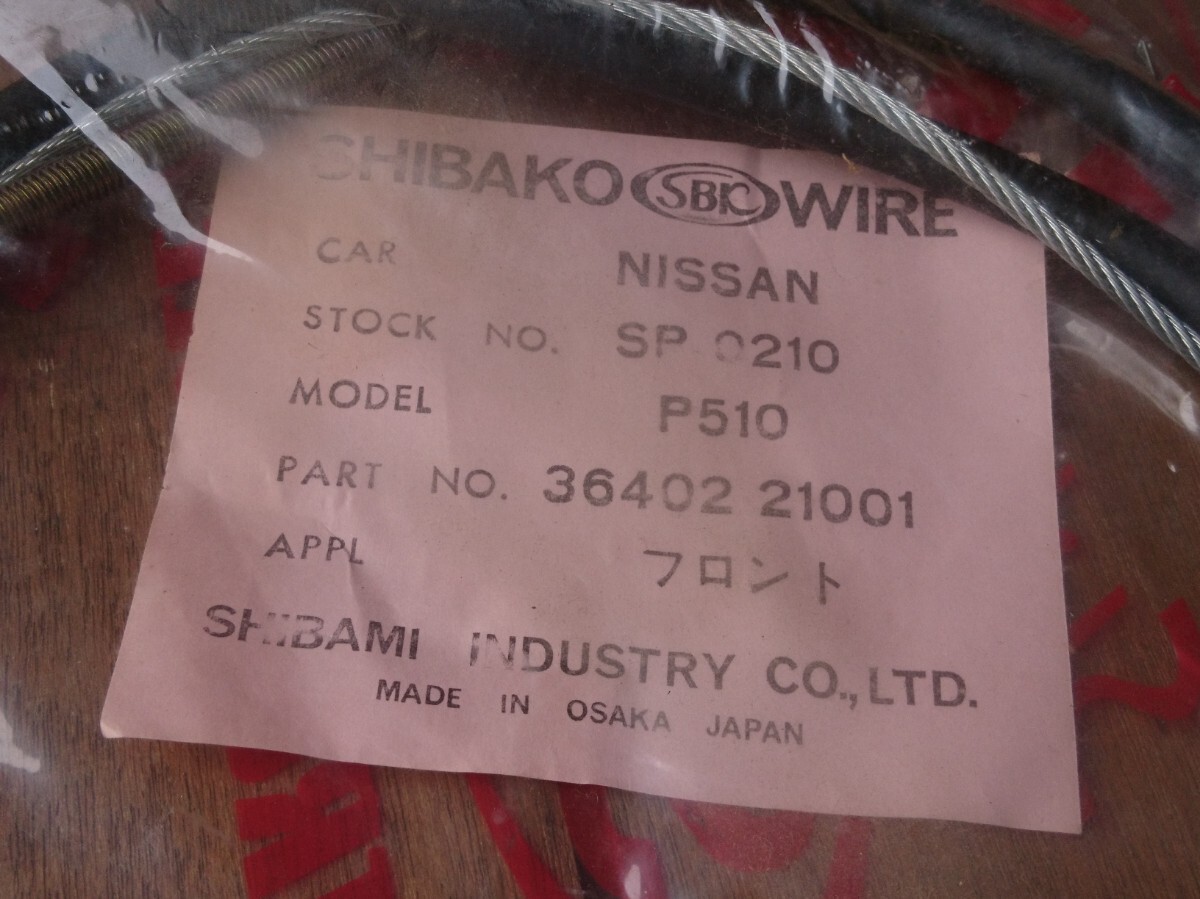 SHIBAKO SBK WIRE
CAR NISSAN
STOCK NO. SP-0210
MODEL P510
PART NO. 36402 21001
APPL フロント
SHIBAMI INDUSTRY CO., LTD.
MADE IN OSAKA JAPAN